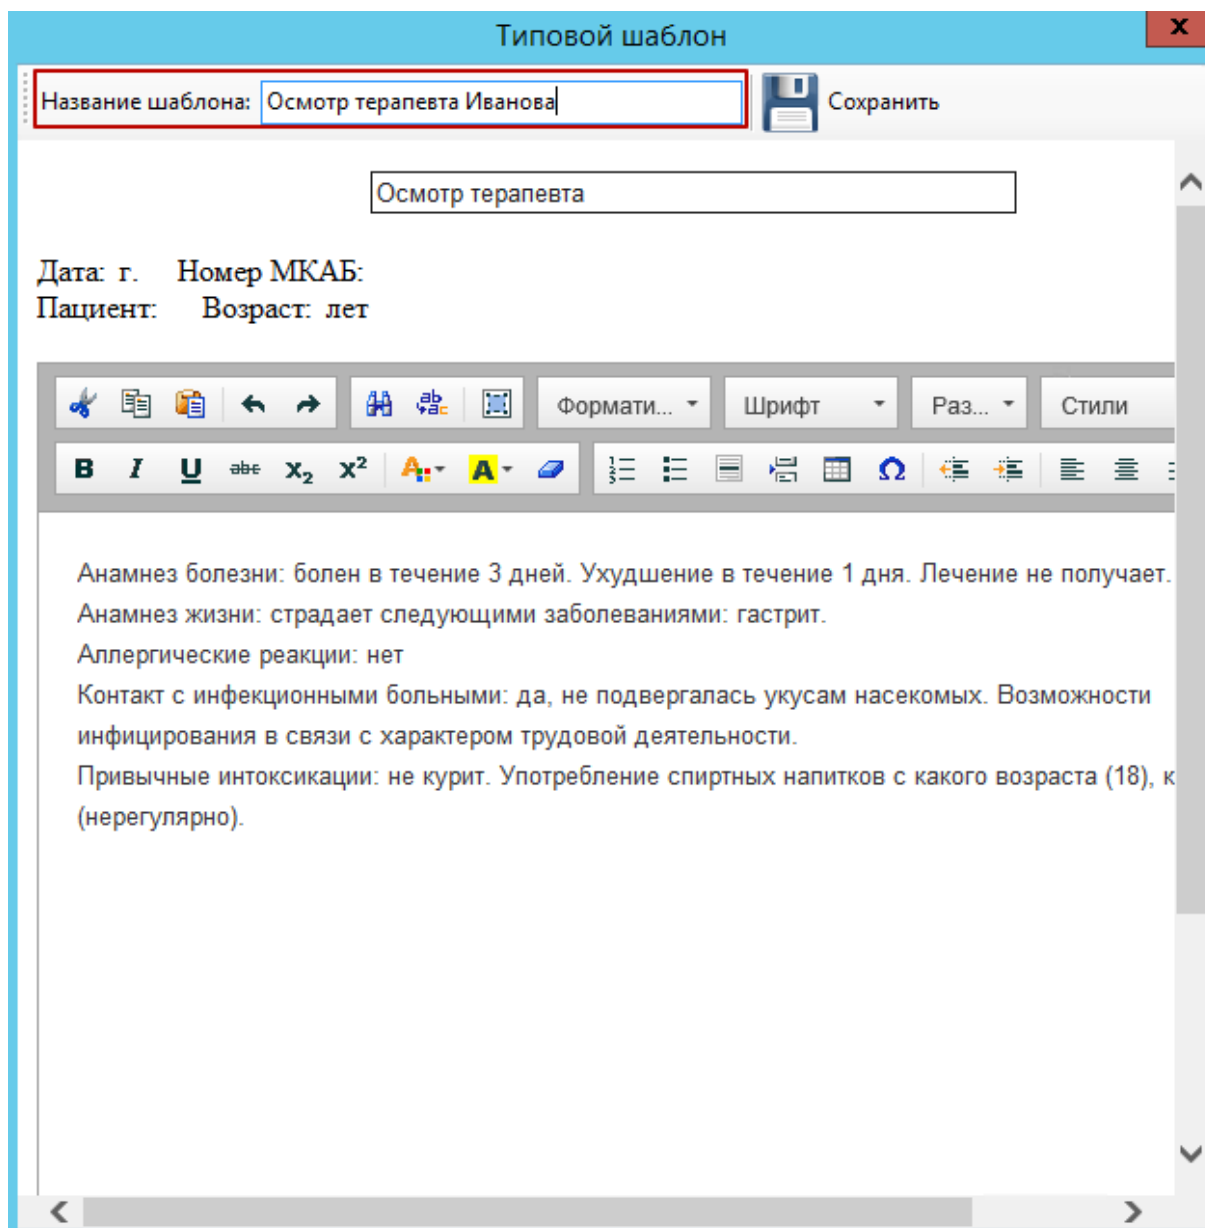 Типовой шаблон
x
Название шаблона: Осмотр терапевта Иванова
Сохранить
Осмотр терапевта
Дата: г. Номер МКАБ:
Пациент: Возраст: лет
Формати... Шрифт Раз... Стили
B I U abc X₂ X² A A Ω
Анамнез болезни: болен в течение 3 дней. Ухудшение в течение 1 дня. Лечение не получает.
Анамнез жизни: страдает следующими заболеваниями: гастрит.
Аллергические реакции: нет
Контакт с инфекционными больными: да, не подвергалась укусам насекомых. Возможности
инфицирования в связи с характером трудовой деятельности.
Привычные интоксикации: не курит. Употребление спиртных напитков с какого возраста (18), к
(нерегулярно).